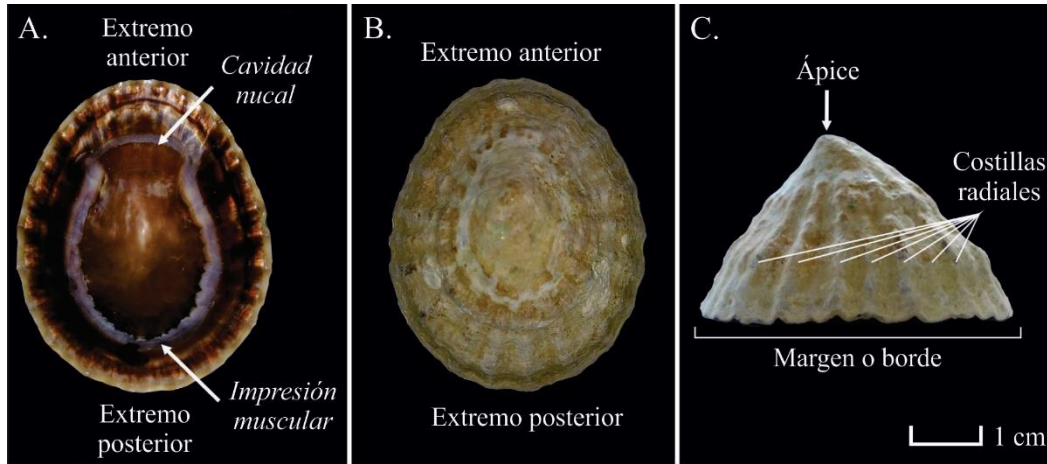 A.
Extremo
anterior
Cavidad
nucal
Impresión
muscular
Extremo
posterior
B.
Extremo anterior
Extremo posterior
C.
Ápice
Costillas
radiales
Margen o borde
1 cm